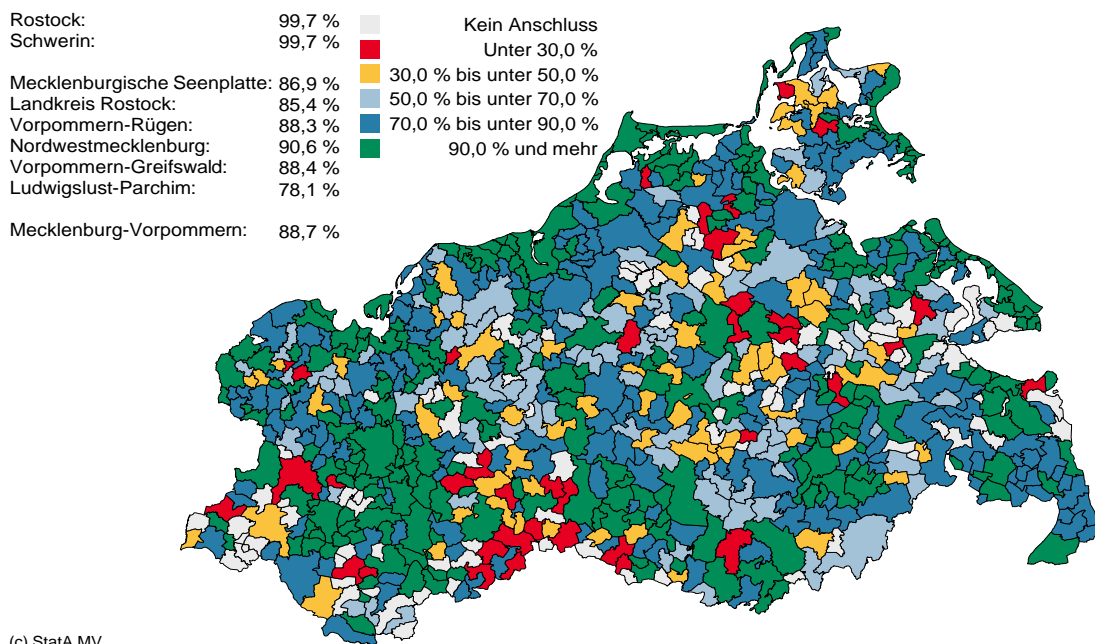 Rostock: 99,7 %
Schwerin: 99,7 %
Mecklenburgische Seenplatte: 86,9 %
Landkreis Rostock: 85,4 %
Vorpommern-Rügen: 88,3 %
Nordwestmecklenburg: 90,6 %
Vorpommern-Greifswald: 88,4 %
Ludwigslust-Parchim: 78,1 %
Mecklenburg-Vorpommern: 88,7 %
Kein Anschluss
Unter 30,0 %
30,0 % bis unter 50,0 %
50,0 % bis unter 70,0 %
70,0 % bis unter 90,0 %
90,0 % und mehr
(c) StatA MV